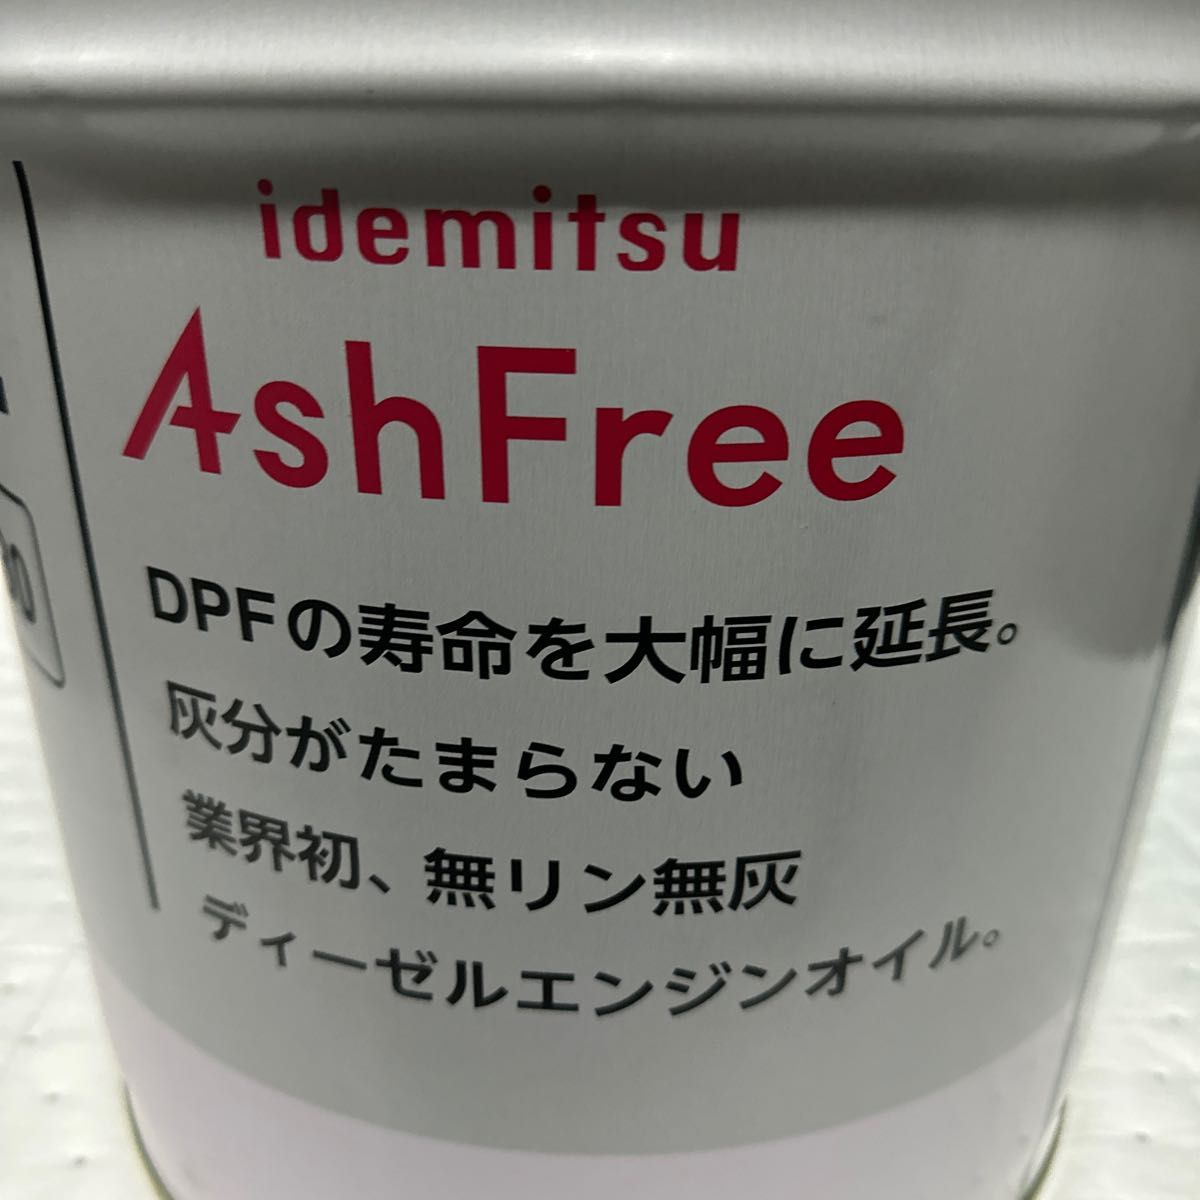 idemitsu
AshFree
DPFの寿命を大幅に延長。
灰分がたまらない
業界初、無リン無灰
ディーゼルエンジンオイル。